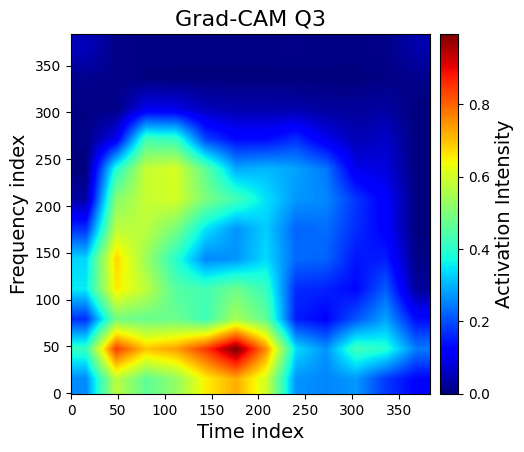 Grad-CAM Q3
Frequency index
350
300
250
200
150
100
50
0
0 50 100 150 200 250 300 350
Time index
0.8
0.6
0.4
0.2
0.0
Activation Intensity